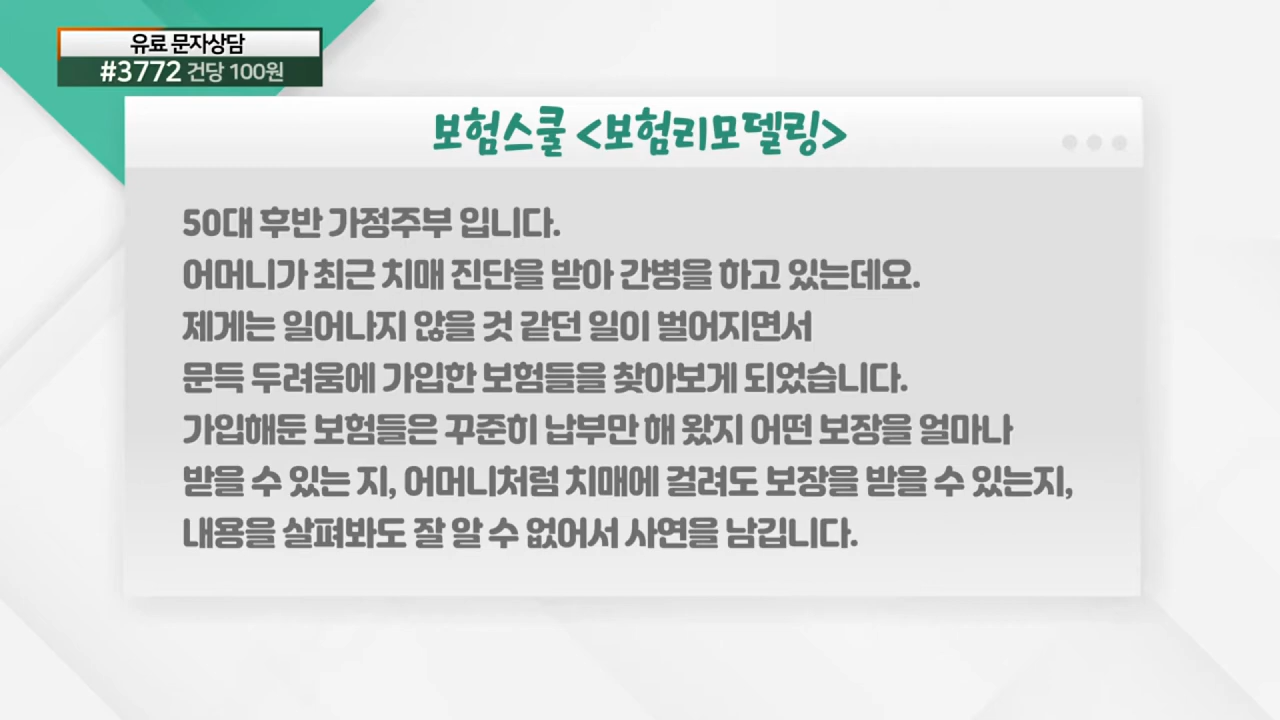 유료 문자상담
#3772 건당 100원
보험스쿨 <보험리모델링>
50대 후반 가정주부 입니다.
어머니가 최근 치매 진단을 받아 간병을 하고 있는데요.
제게는 일어나지 않을 것 같던 일이 벌어지면서
문득 두려움에 가입한 보험들을 찾아보게 되었습니다.
가입해둔 보험들은 꾸준히 납부만 해 왔지 어떤 보장을 얼마나
받을 수 있는 지, 어머니처럼 치매에 걸려도 보장을 받을 수 있는지,
내용을 살펴봐도 잘 알 수 없어서 사연을 남깁니다.